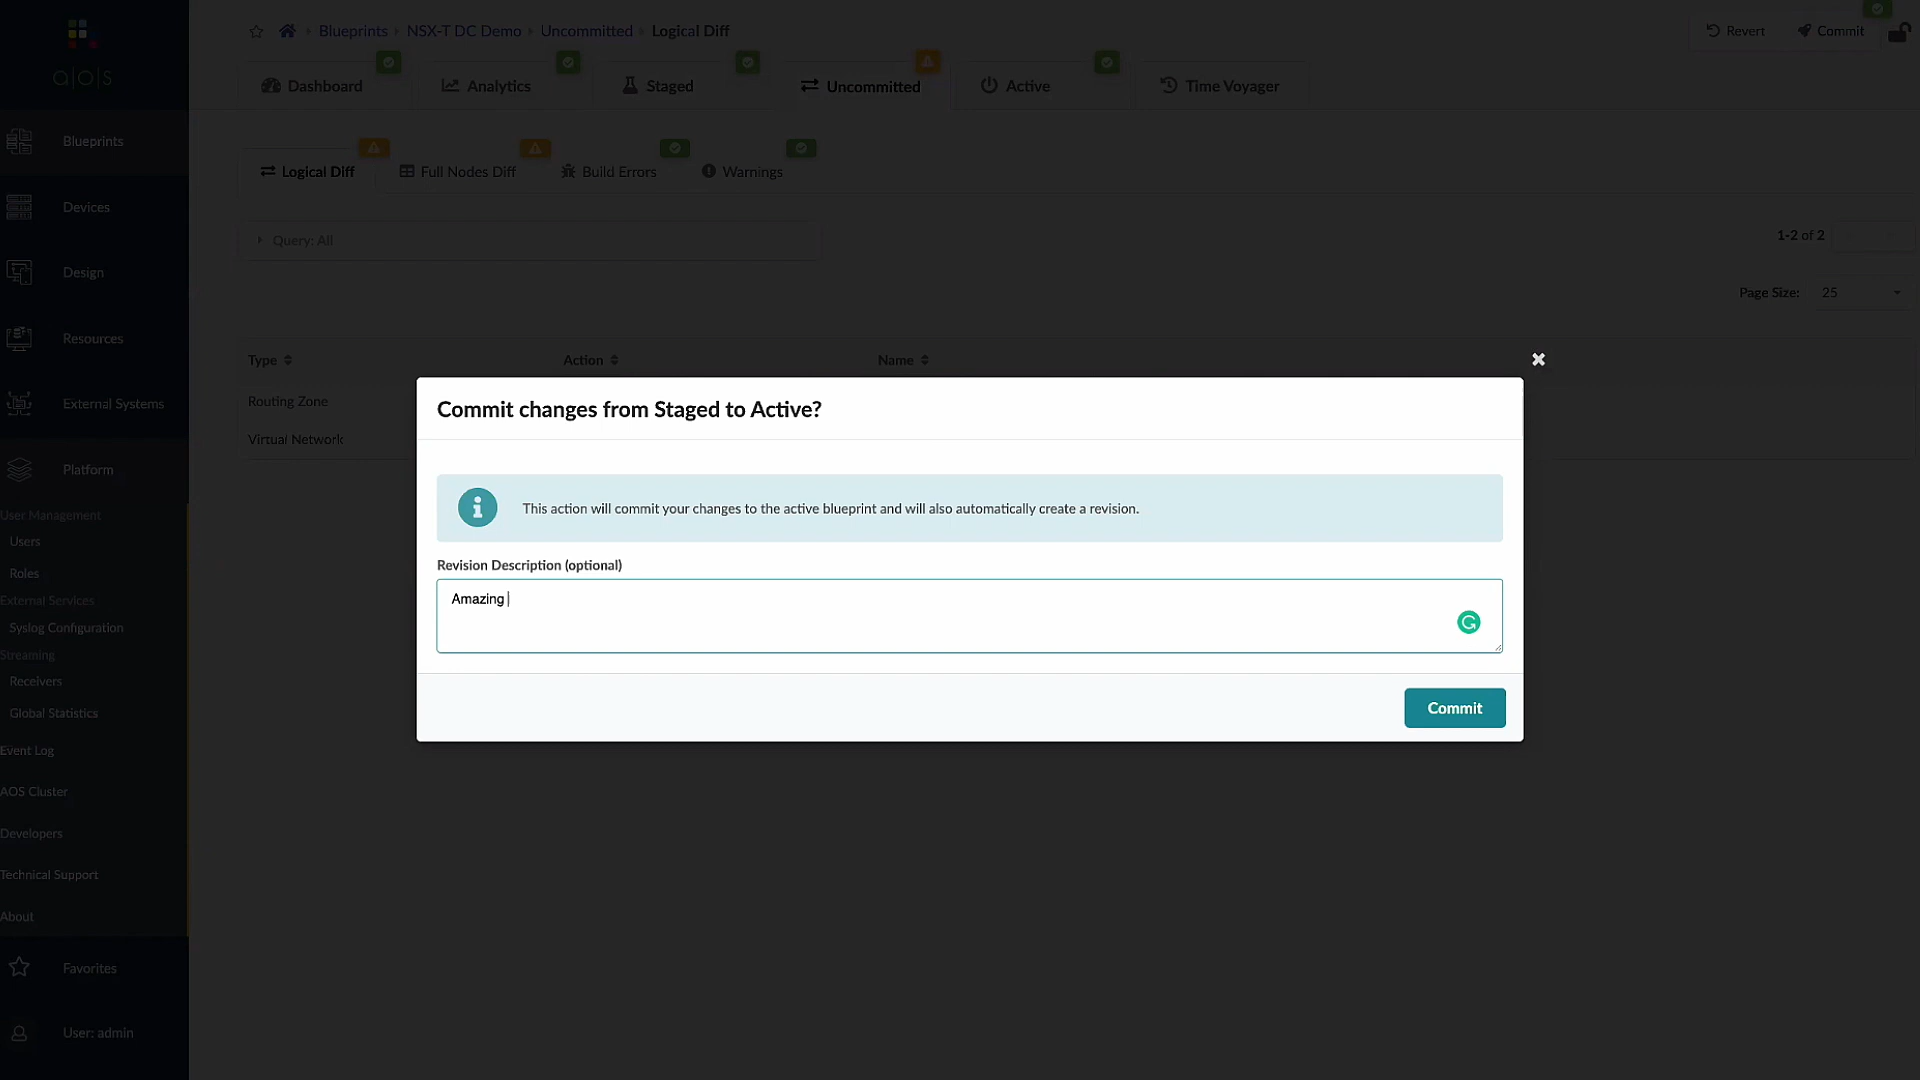 Blueprints NSX-T DC Demo Uncommitted Logical Diff
Revert Commit
a|o|s
Dashboard Analytics Staged Uncommitted Active Time Voyager
Blueprints
Logical Diff Full Nodes Diff Build Errors Warnings
Devices
Query: All
1-2 of 2
Design
Page Size: 25
Resources
Type Action Name
External Systems
Routing Zone
Virtual Network
Commit changes from Staged to Active?
Platform
This action will commit your changes to the active blueprint and will also automatically create a revision.
User Management
Users
Revision Description (optional)
Roles
Amazing
External Services
Syslog Configuration
Streaming
Receivers
Global Statistics
Commit
Event Log
AOS Cluster
Developers
Technical Support
About
Favorites
User: admin